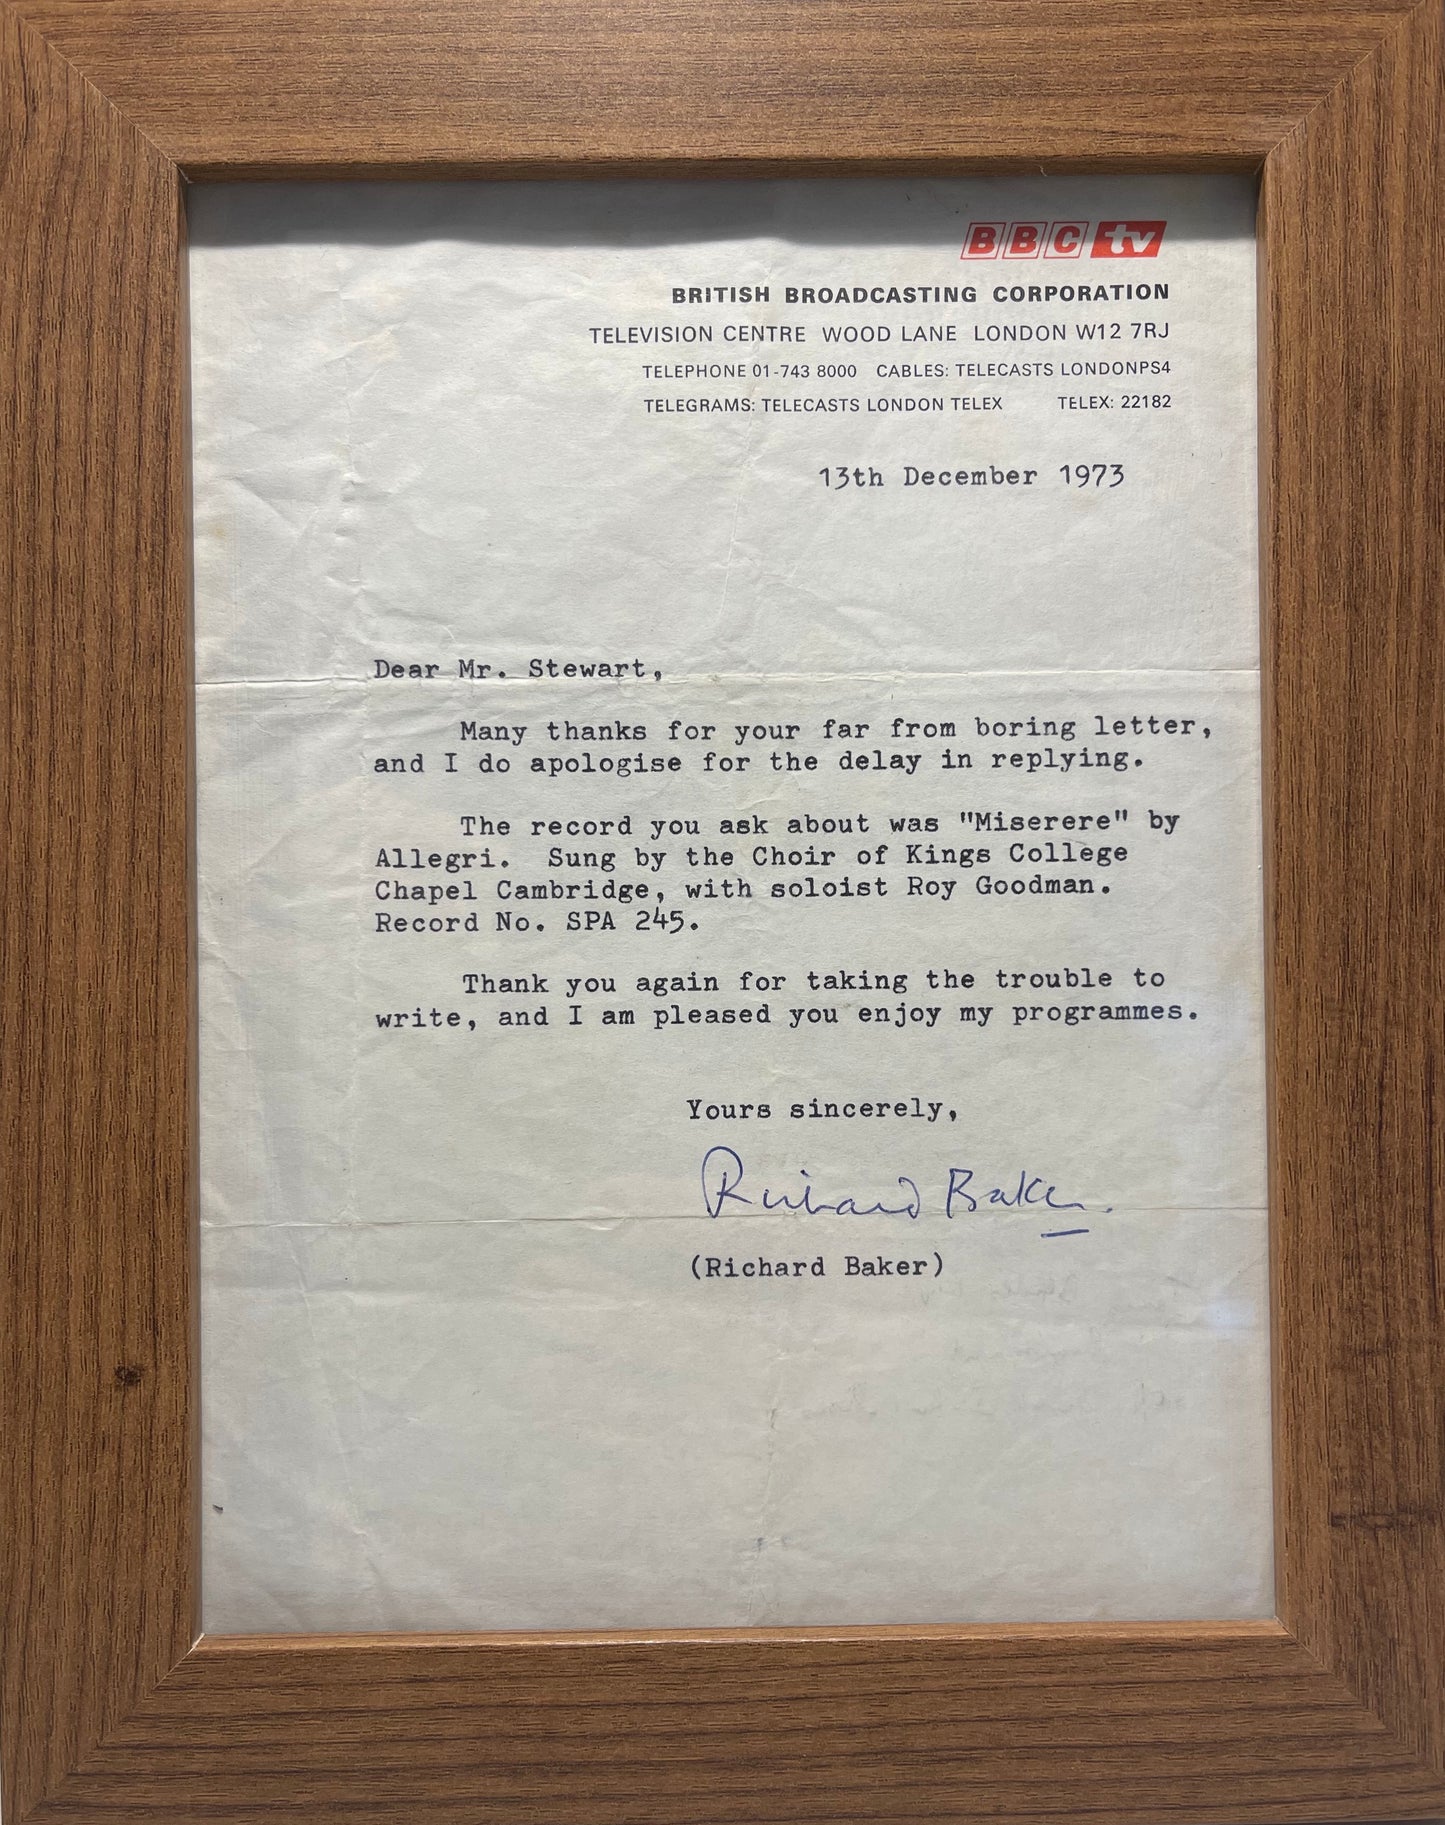 BBC tv
BRITISH BROADCASTING CORPORATION
TELEVISION CENTRE WOOD LANE LONDON W12 7RJ
TELEPHONE 01-743 8000 CABLES: TELECASTS LONDONPS4
TELEGRAMS: TELECASTS LONDON TELEX TELEX: 22182
13th December 1973
Dear Mr. Stewart,
Many thanks for your far from boring letter,
and I do apologise for the delay in replying.
The record you ask about was "Miserere" by
Allegri. Sung by the Choir of Kings College
Chapel Cambridge, with soloist Roy Goodman.
Record No. SPA 245.
Thank you again for taking the trouble to
write, and I am pleased you enjoy my programmes.
Yours sincerely,
Richard Baker.
(Richard Baker)